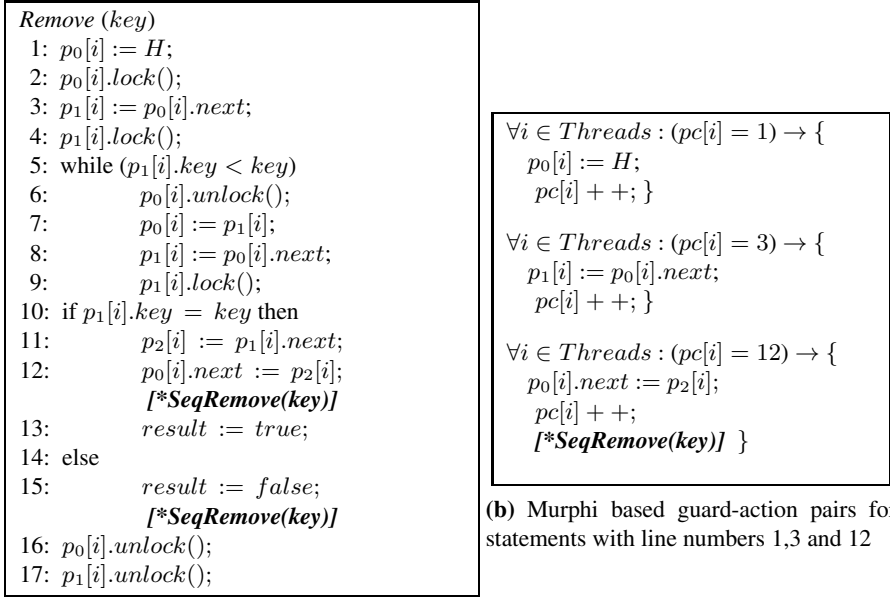 Remove (key)
1: p₀[i] := H;
2: p₀[i].lock();
3: p₁[i] := p₀[i].next;
4: p₁[i].lock();
5: while (p₁[i].key < key)
6: p₀[i].unlock();
7: p₀[i] := p₁[i];
8: p₁[i] := p₀[i].next;
9: p₁[i].lock();
10: if p₁[i].key = key then
11: p₂[i] := p₁[i].next;
12: p₀[i].next := p₂[i];
[*SeqRemove(key)]
13: result := true;
14: else
15: result := false;
[*SeqRemove(key)]
16: p₀[i].unlock();
17: p₁[i].unlock();
∀i ∈ Threads : (pc[i] = 1) → {
p₀[i] := H;
pc[i] + +; }
∀i ∈ Threads : (pc[i] = 3) → {
p₁[i] := p₀[i].next;
pc[i] + +; }
∀i ∈ Threads : (pc[i] = 12) → {
p₀[i].next := p₂[i];
pc[i] + +;
[*SeqRemove(key)] }
(b) Murphi based guard-action pairs for
statements with line numbers 1,3 and 12